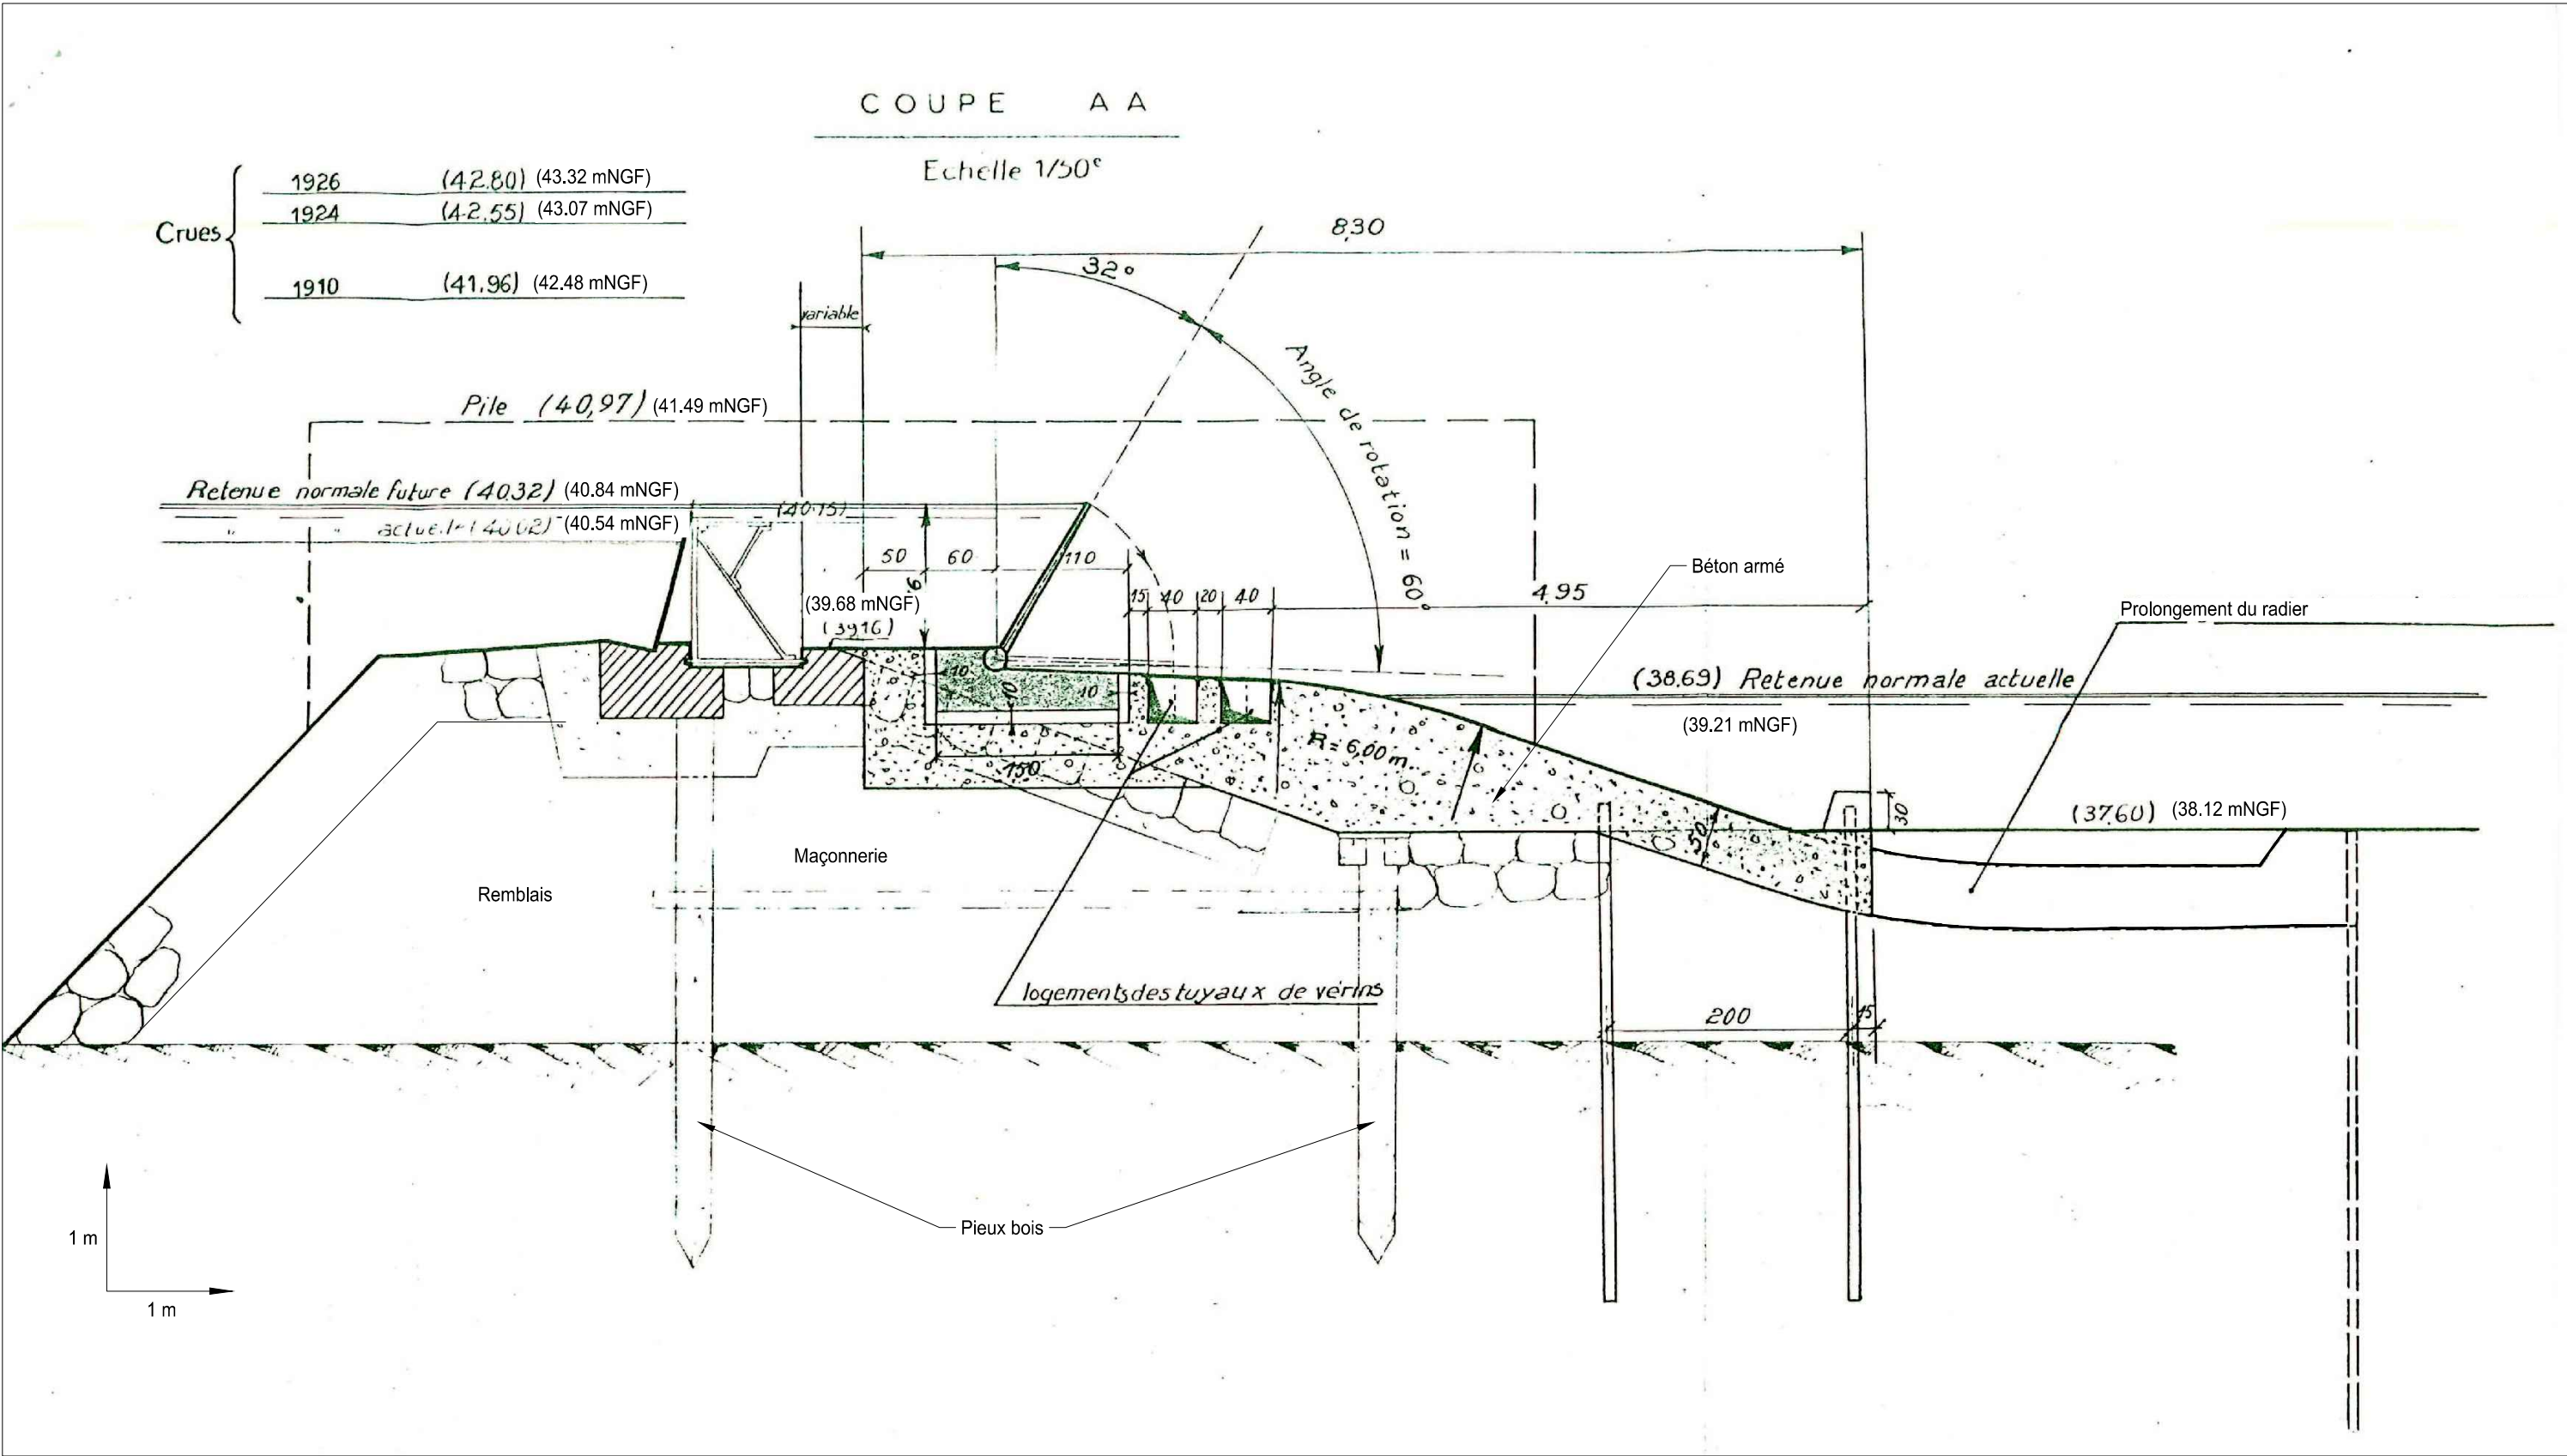 COUPE AA
Echelle 1/50e
Crues
1926 (42.80) (43.32 mNGF)
1924 (42.55) (43.07 mNGF)
1910 (41.96) (42.48 mNGF)
8,30
32°
variable
Angle de rotation = 60°
Pile (40,97) (41.49 mNGF)
Retenue normale future (40.32) (40.84 mNGF)
(40.15)
" " actuelle (40.02) (40.54 mNGF)
50 60 110
Béton armé
15 40 20 40 4,95
(39.68 mNGF)
(39.16)
Prolongement du radier
(38.69) Retenue normale actuelle
(39.21 mNGF)
10 10 10
R = 6,00 m
150
30
(37.60) (38.12 mNGF)
50
Maçonnerie
Remblais
logements des tuyaux de vérins
200 15
Pieux bois
1 m
1 m